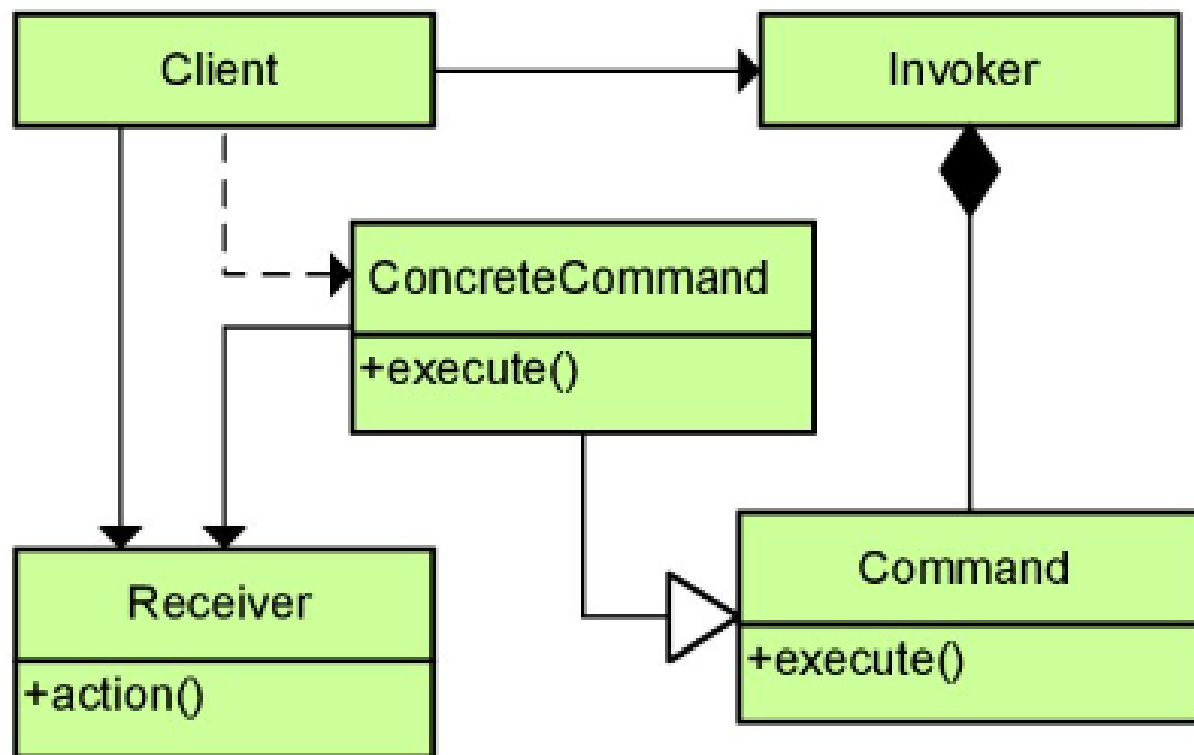 Client
Invoker
ConcreteCommand
+execute()
Command
+execute()
Receiver
+action()